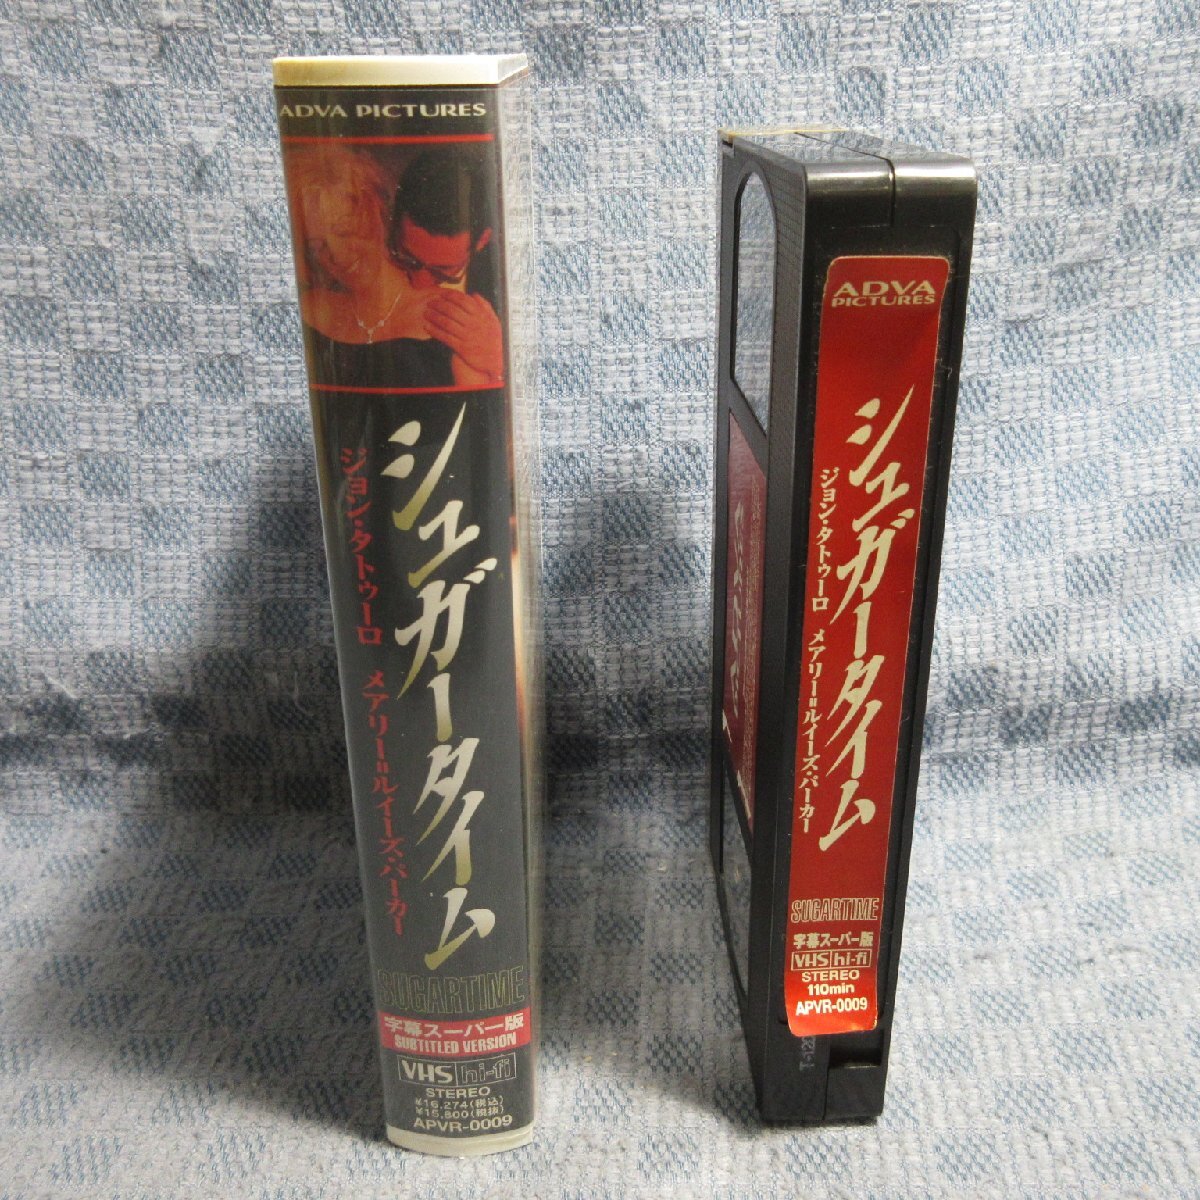 ADVA PICTURES
シュガータイム
ジョン・タトゥーロ メアリー=ルイーズ・パーカー
SUGARTIME
字幕スーパー版
SUBTITLED VERSION
VHS hi-fi
STEREO
¥16,274(税込)
¥15,800(税抜)
APVR-0009
ADVA
PICTURES
シュガータイム
ジョン・タトゥーロ メアリー=ルイーズ・パーカー
SUGARTIME
字幕スーパー版
VHS hi-fi
STEREO
110min
APVR-0009